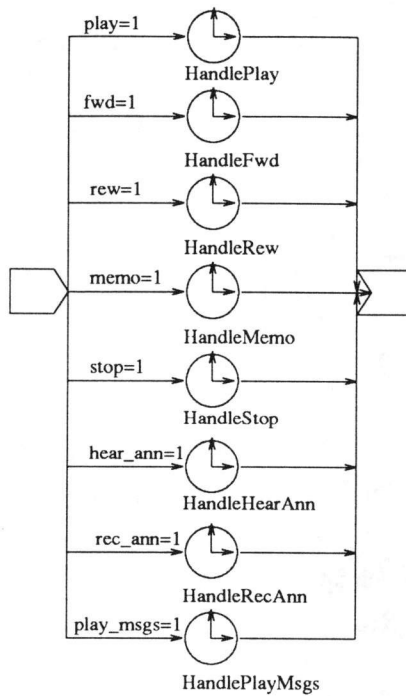 play=1
HandlePlay
fwd=1
HandleFwd
rew=1
HandleRew
memo=1
HandleMemo
stop=1
HandleStop
hear_ann=1
HandleHearAnn
rec_ann=1
HandleRecAnn
play_msgs=1
HandlePlayMsgs